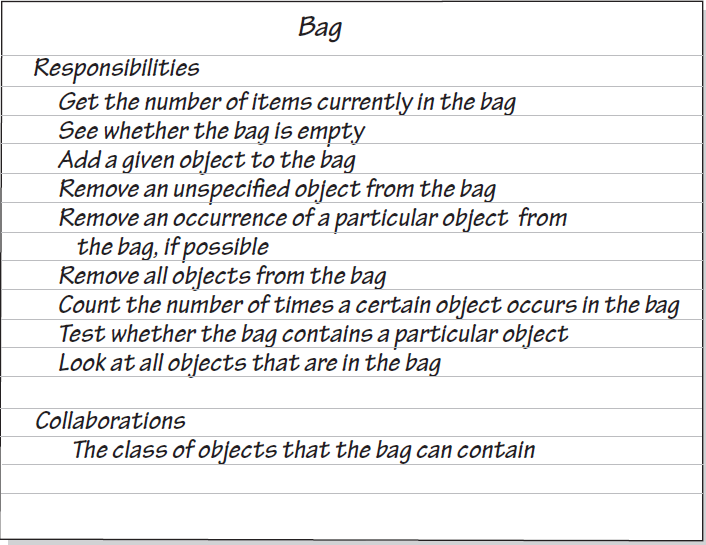 Bag
Responsibilities
Get the number of items currently in the bag
See whether the bag is empty
Add a given object to the bag
Remove an unspecified object from the bag
Remove an occurrence of a particular object from
the bag, if possible
Remove all objects from the bag
Count the number of times a certain object occurs in the bag
Test whether the bag contains a particular object
Look at all objects that are in the bag
Collaborations
The class of objects that the bag can contain